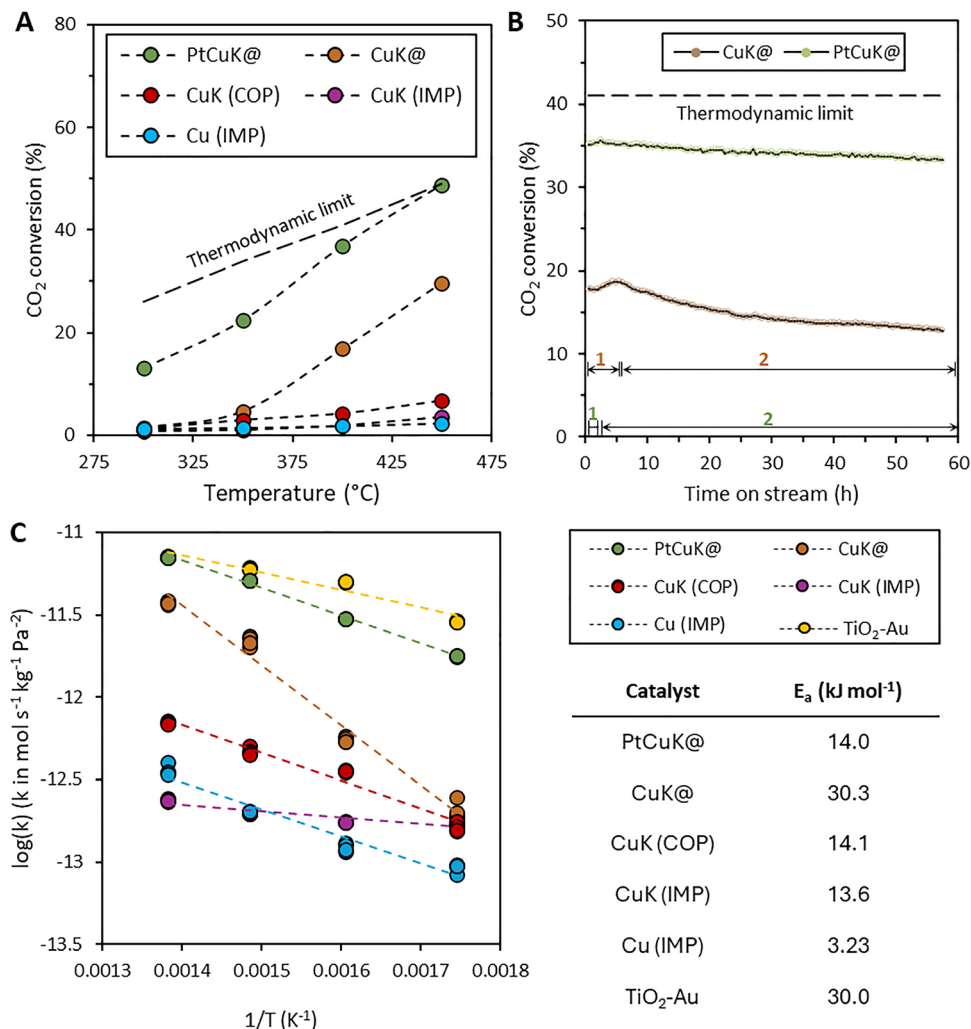 A
80
60
40
20
0
CO2 conversion (%)
PtCuK@
CuK@
CuK (COP)
CuK (IMP)
Cu (IMP)
Thermodynamic limit
275
325
375
425
475
Temperature (°C)
B
50
40
30
20
10
0
CO2 conversion (%)
CuK@
PtCuK@
Thermodynamic limit
1
2
1
2
0
10
20
30
40
50
60
Time on stream (h)
C
-11
-11.5
-12
-12.5
-13
-13.5
log(k) (k in mol s-1 kg-1 Pa-2)
0.0013
0.0014
0.0015
0.0016
0.0017
0.0018
1/T (K-1)
PtCuK@
CuK@
CuK (COP)
CuK (IMP)
Cu (IMP)
TiO2-Au
Catalyst Ea (kJ mol-1)
PtCuK@ 14.0
CuK@ 30.3
CuK (COP) 14.1
CuK (IMP) 13.6
Cu (IMP) 3.23
TiO2-Au 30.0